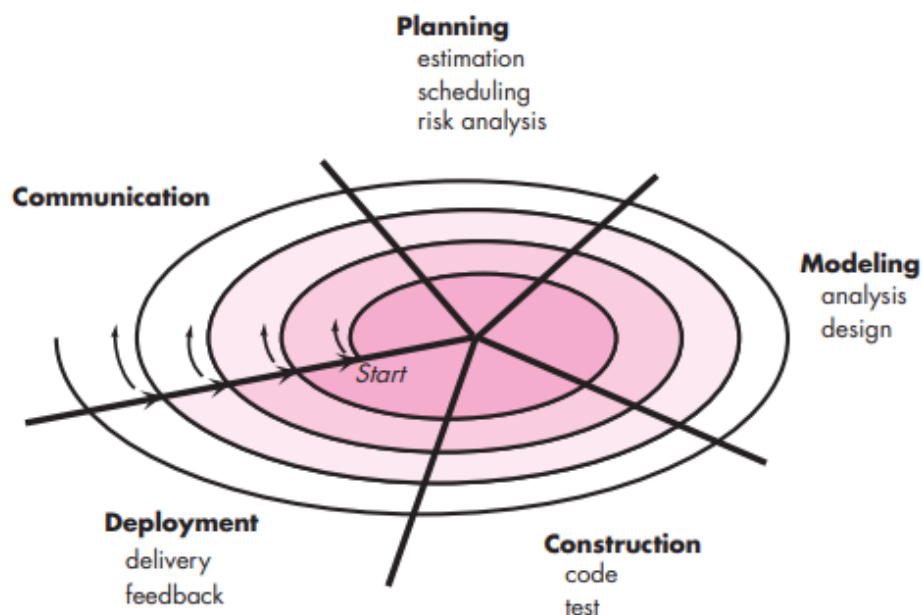 Planning
estimation
scheduling
risk analysis
Communication
Modeling
analysis
design
Start
Deployment
delivery
feedback
Construction
code
test